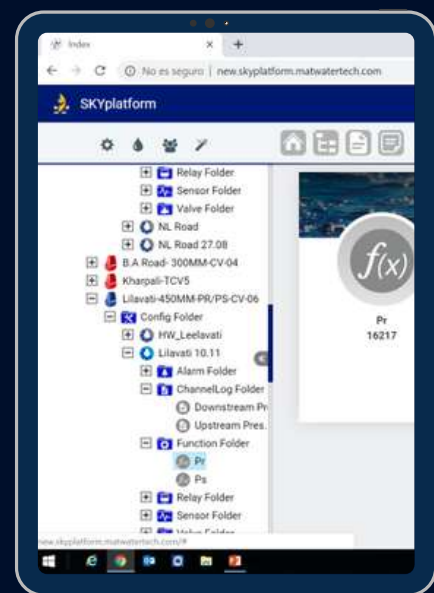 Index
No es seguro | new.skyplatform.matwatertech.com
SKYplatform
Relay Folder
Sensor Folder
Valve Folder
NL Road
NL Road 27.08
B.A Road- 300MM-CV-04
Kharpali-TCV5
Lilavati-450MM-PR/PS-CV-06
Config Folder
HW_Leelavati
Lilavati 10.11
Alarm Folder
ChannelLog Folder
Downstream Pr
Upstream Pres.
Function Folder
Pr
Ps
Relay Folder
Sensor Folder
Valve Folder
new.skyplatform.matwatertech.com/#
f(x)
Pr
16217